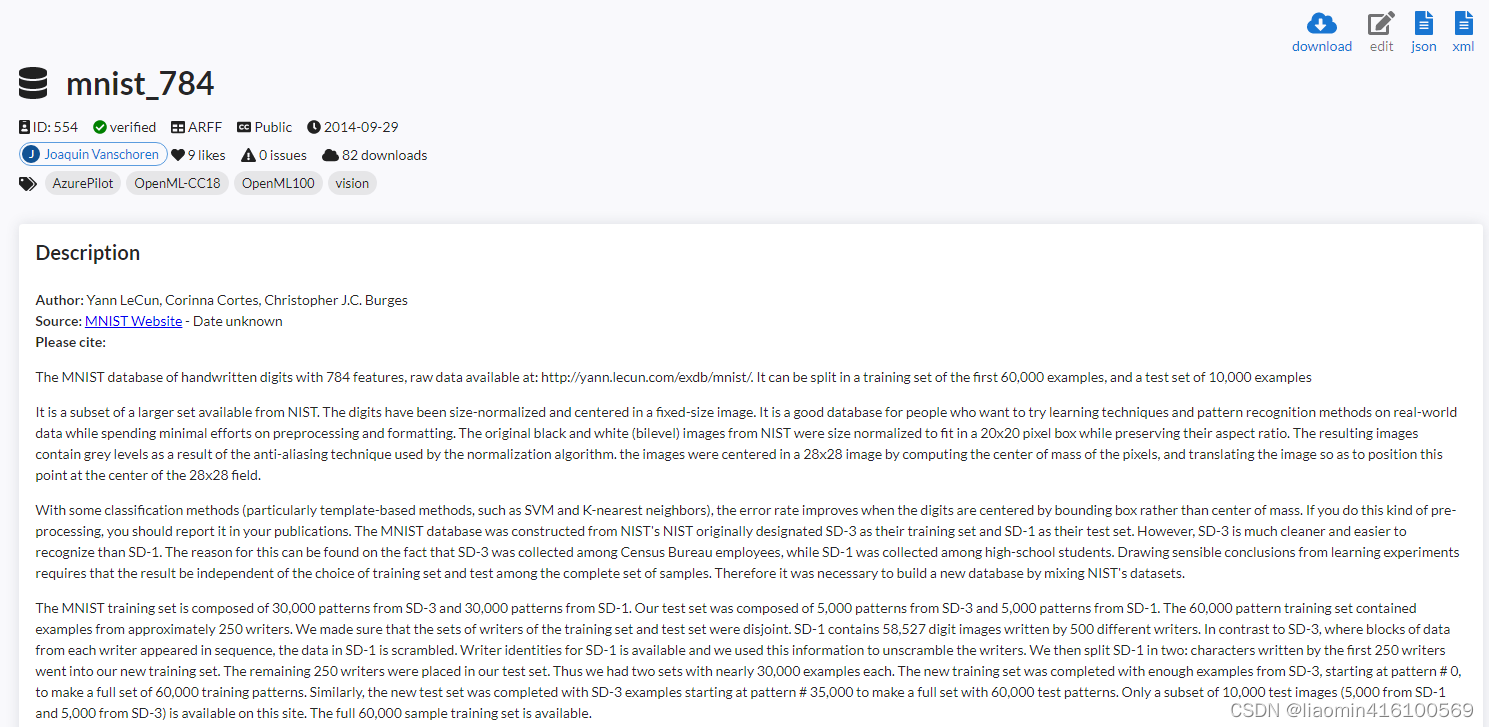 download edit json xml
mnist_784
ID: 554 verified ARFF Public 2014-09-29
J Joaquin Vanschoren 9 likes 0 issues 82 downloads
AzurePilot OpenML-CC18 OpenML100 vision
Description
Author: Yann LeCun, Corinna Cortes, Christopher J.C. Burges
Source: MNIST Website - Date unknown
Please cite:
The MNIST database of handwritten digits with 784 features, raw data available at: http://yann.lecun.com/exdb/mnist/. It can be split in a training set of the first 60,000 examples, and a test set of 10,000 examples
It is a subset of a larger set available from NIST. The digits have been size-normalized and centered in a fixed-size image. It is a good database for people who want to try learning techniques and pattern recognition methods on real-world
data while spending minimal efforts on preprocessing and formatting. The original black and white (bilevel) images from NIST were size normalized to fit in a 20x20 pixel box while preserving their aspect ratio. The resulting images
contain grey levels as a result of the anti-aliasing technique used by the normalization algorithm. the images were centered in a 28x28 image by computing the center of mass of the pixels, and translating the image so as to position this
point at the center of the 28x28 field.
With some classification methods (particularly template-based methods, such as SVM and K-nearest neighbors), the error rate improves when the digits are centered by bounding box rather than center of mass. If you do this kind of pre-
processing, you should report it in your publications. The MNIST database was constructed from NIST's NIST originally designated SD-3 as their training set and SD-1 as their test set. However, SD-3 is much cleaner and easier to
recognize than SD-1. The reason for this can be found on the fact that SD-3 was collected among Census Bureau employees, while SD-1 was collected among high-school students. Drawing sensible conclusions from learning experiments
requires that the result be independent of the choice of training set and test among the complete set of samples. Therefore it was necessary to build a new database by mixing NIST's datasets.
The MNIST training set is composed of 30,000 patterns from SD-3 and 30,000 patterns from SD-1. Our test set was composed of 5,000 patterns from SD-3 and 5,000 patterns from SD-1. The 60,000 pattern training set contained
examples from approximately 250 writers. We made sure that the sets of writers of the training set and test set were disjoint. SD-1 contains 58,527 digit images written by 500 different writers. In contrast to SD-3, where blocks of data
from each writer appeared in sequence, the data in SD-1 is scrambled. Writer identities for SD-1 is available and we used this information to unscramble the writers. We then split SD-1 in two: characters written by the first 250 writers
went into our new training set. The remaining 250 writers were placed in our test set. Thus we had two sets with nearly 30,000 examples each. The new training set was completed with enough examples from SD-3, starting at pattern # 0,
to make a full set of 60,000 training patterns. Similarly, the new test set was completed with SD-3 examples starting at pattern # 35,000 to make a full set with 60,000 test patterns. Only a subset of 10,000 test images (5,000 from SD-1
and 5,000 from SD-3) is available on this site. The full 60,000 sample training set is available.
CSDN @liaomin416100569